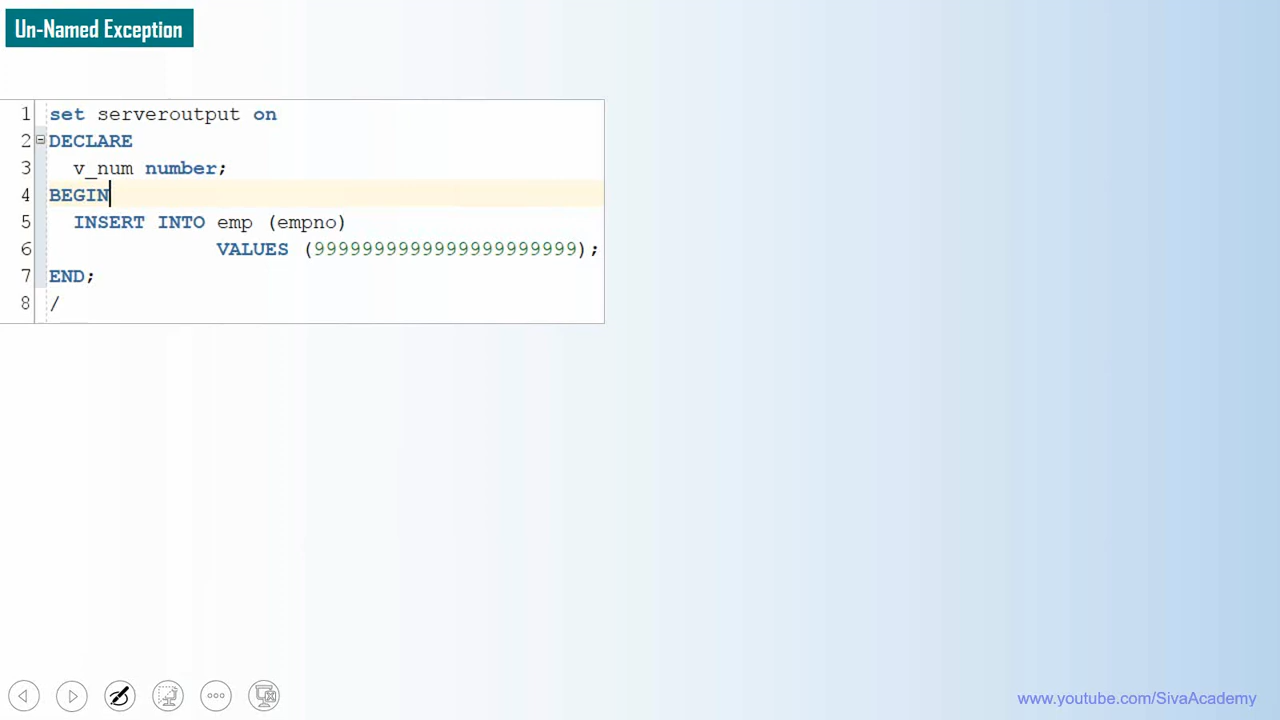 Un-Named Exception
1 set serveroutput on
2 DECLARE
3 v_num number;
4 BEGIN
5 INSERT INTO emp (empno)
6 VALUES (9999999999999999999999);
7 END;
8 /
www.youtube.com/SivaAcademy